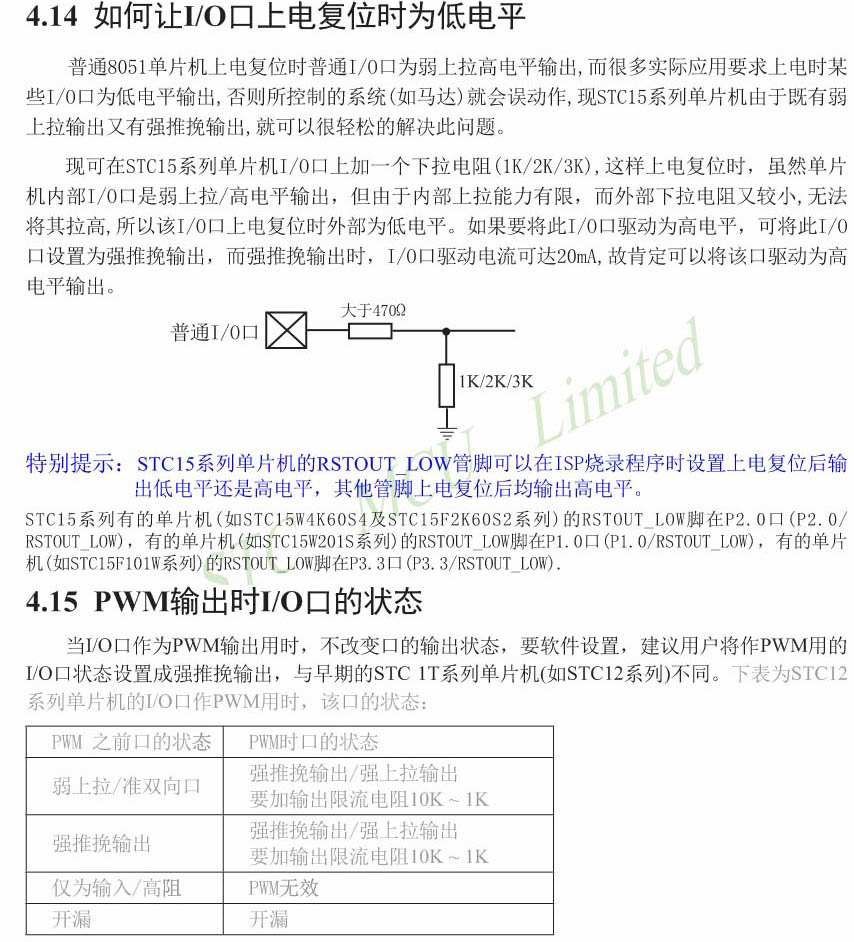 4.14 如何让I/O口上电复位时为低电平
普通8051单片机上电复位时普通I/O口为弱上拉高电平输出,而很多实际应用要求上电时某
些I/O口为低电平输出,否则所控制的系统(如马达)就会误动作,现STC15系列单片机由于既有弱
上拉输出又有强推挽输出,就可以很轻松的解决此问题。
现可在STC15系列单片机I/O口上加一个下拉电阻(1K/2K/3K),这样上电复位时，虽然单片
机内部I/O口是弱上拉/高电平输出，但由于内部上拉能力有限，而外部下拉电阻又较小,无法
将其拉高,所以该I/O口上电复位时外部为低电平。如果要将此I/O口驱动为高电平，可将此I/O
口设置为强推挽输出，而强推挽输出时，I/O口驱动电流可达20mA,故肯定可以将该口驱动为高
电平输出。
大于470Ω
普通I/O口
1K/2K/3K
特别提示：STC15系列单片机的RSTOUT_LOW管脚可以在ISP烧录程序时设置上电复位后输
出低电平还是高电平，其他管脚上电复位后均输出高电平。
STC15系列有的单片机(如STC15W4K60S4及STC15F2K60S2系列)的RSTOUT_LOW脚在P2.0口(P2.0/
RSTOUT_LOW)，有的单片机(如STC15W201S系列)的RSTOUT_LOW脚在P1.0口(P1.0/RSTOUT_LOW)，有的单片
机(如STC15F101W系列)的RSTOUT_LOW脚在P3.3口(P3.3/RSTOUT_LOW).
STC MCU Limited
4.15 PWM输出时I/O口的状态
当I/O口作为PWM输出用时，不改变口的输出状态，要软件设置，建议用户将作PWM用的
I/O口状态设置成强推挽输出，与早期的STC 1T系列单片机(如STC12系列)不同。下表为STC12
系列单片机的I/O口作PWM用时，该口的状态：
PWM 之前口的状态 PWM时口的状态
弱上拉/准双向口 强推挽输出/强上拉输出
要加输出限流电阻10K ~ 1K
强推挽输出 强推挽输出/强上拉输出
要加输出限流电阻10K ~ 1K
仅为输入/高阻 PWM无效
开漏 开漏